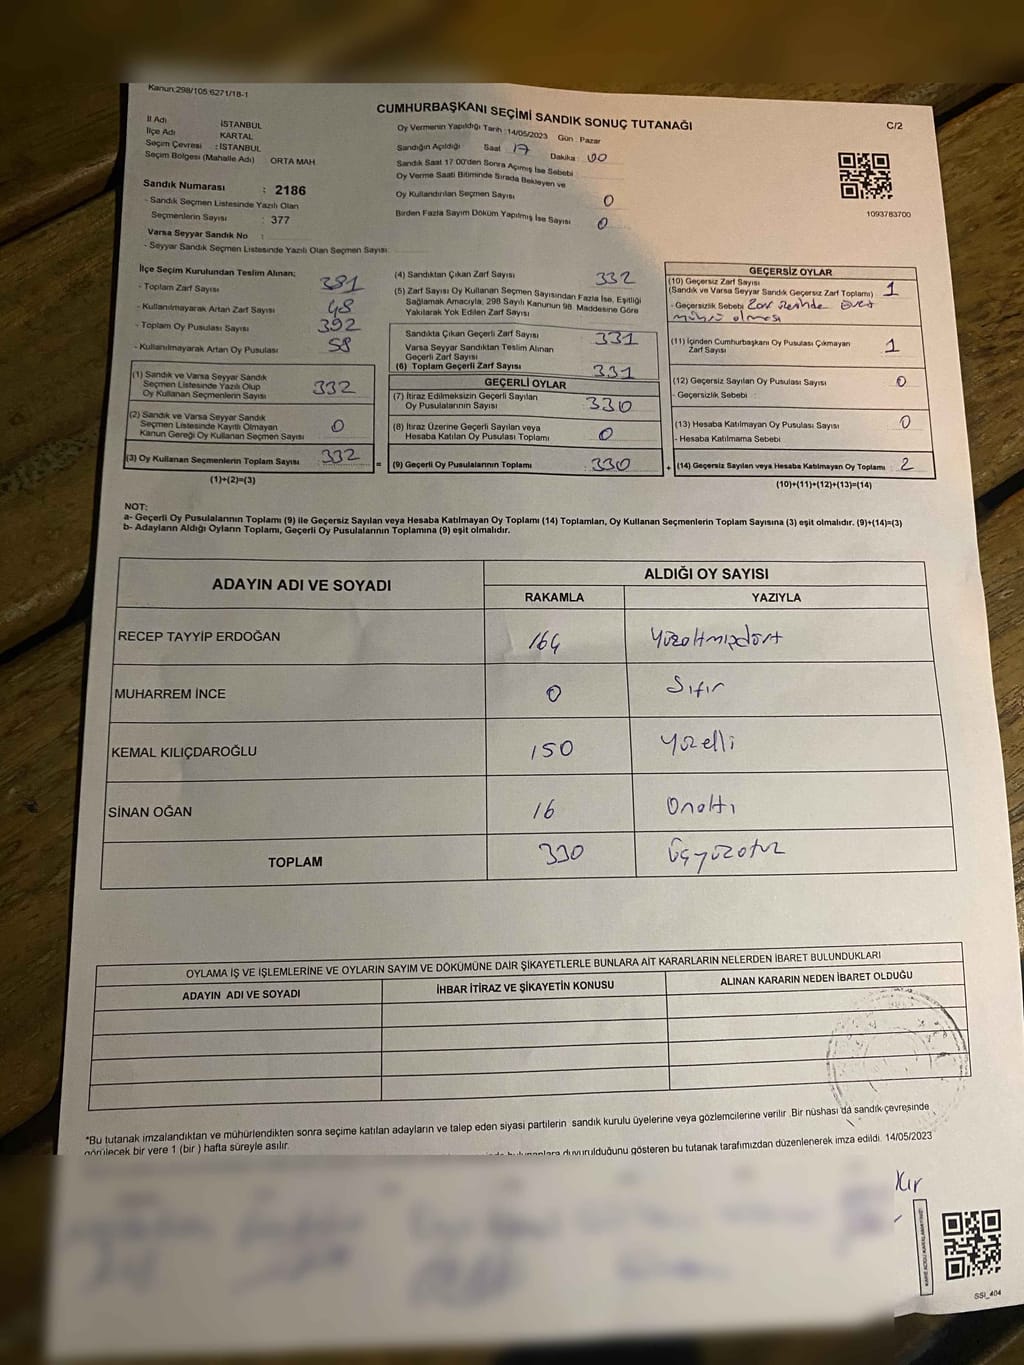 Kanun:298/105 6271/18-1
CUMHURBAŞKANI SEÇİMİ SANDIK SONUÇ TUTANAĞI
C/2
İl Adı İSTANBUL
İlçe Adı KARTAL
Seçim Çevresi : İSTANBUL
Seçim Bölgesi (Mahalle Adı) ORTA MAH
Sandık Numarası : 2186
- Sandık Seçmen Listesinde Yazılı Olan
Seçmenlerin Sayısı : 377
Varsa Seyyar Sandık No :
- Seyyar Sandık Seçmen Listesinde Yazılı Olan Seçmen Sayısı:
Oy Vermenin Yapıldığı Tarih : 14/05/2023 Gün : Pazar
Sandığın Açıldığı Saat 17 Dakika : 00
Sandık Saat 17:00'den Sonra Açımış İse Sebebi
Oy Verme Saati Bitiminde Sırada Bekleyen ve
Oy Kullandırılan Seçmen Sayısı 0
Birden Fazla Sayım Döküm Yapılmış İse Sayısı 0
1093783700
İlçe Seçim Kurulundan Teslim Alınan;
- Toplam Zarf Sayısı 381
- Kullanılmayarak Artan Zarf Sayısı 48
- Toplam Oy Pusulası Sayısı 392
- Kullanılmayarak Artan Oy Pusulası 58
(1) Sandık ve Varsa Seyyar Sandık
Seçmen Listesinde Yazılı Olup
Oy Kullanan Seçmenlerin Sayısı 332
(2) Sandık ve Varsa Seyyar Sandık
Seçmen Listesinde Kayıtlı Olmayan
Kanun Gereği Oy Kullanan Seçmen Sayısı 0
(3) Oy Kullanan Seçmenlerin Toplam Sayısı 332
(1)+(2)=(3)
(4) Sandıktan Çıkan Zarf Sayısı 332
(5) Zarf Sayısı Oy Kullanan Seçmen Sayısından Fazla İse, Eşitliği
Sağlamak Amacıyla, 298 Sayılı Kanunun 98. Maddesine Göre
Yakılarak Yok Edilen Zarf Sayısı
Sandıkta Çıkan Geçerli Zarf Sayısı 331
Varsa Seyyar Sandıktan Teslim Alınan
Geçerli Zarf Sayısı
(6) Toplam Geçerli Zarf Sayısı 331
GEÇERLİ OYLAR
(7) İtiraz Edilmeksizin Geçerli Sayılan
Oy Pusulalarının Sayısı 330
(8) İtiraz Üzerine Geçerli Sayılan veya
Hesaba Katılan Oy Pusulası Toplamı 0
= (9) Geçerli Oy Pusulalarının Toplamı : 330
GEÇERSİZ OYLAR
(10) Geçersiz Zarf Sayısı
(Sandık ve Varsa Seyyar Sandık Geçersiz Zarf Toplamı) 1
- Geçersizlik Sebebi Zarf üzerinde Evet
mührü olması
(11) İçinden Cumhurbaşkanı Oy Pusulası Çıkmayan
Zarf Sayısı 1
(12) Geçersiz Sayılan Oy Pusulası Sayısı 0
- Geçersizlik Sebebi :
(13) Hesaba Katılmayan Oy Pusulası Sayısı 0
- Hesaba Katılmama Sebebi
+ (14) Geçersiz Sayılan veya Hesaba Katılmayan Oy Toplamı : 2
(10)+(11)+(12)+(13)=(14)
NOT:
a- Geçerli Oy Pusulalarının Toplamı (9) ile Geçersiz Sayılan veya Hesaba Katılmayan Oy Toplamı (14) Toplamları, Oy Kullanan Seçmenlerin Toplam Sayısına (3) eşit olmalıdır. (9)+(14)=(3)
b- Adayların Aldığı Oyların Toplamı, Geçerli Oy Pusulalarının Toplamına (9) eşit olmalıdır.
ADAYIN ADI VE SOYADI ALDIĞI OY SAYISI
RAKAMLA YAZIYLA
RECEP TAYYİP ERDOĞAN 164 Yüzaltmışdört
MUHARREM İNCE 0 Sıfır
KEMAL KILIÇDAROĞLU 150 Yüzelli
SİNAN OĞAN 16 Onaltı
TOPLAM 330 Üçyüzotuz
OYLAMA İŞ VE İŞLEMLERİNE VE OYLARIN SAYIM VE DÖKÜMÜNE DAİR ŞİKAYETLERLE BUNLARA AİT KARARLARIN NELERDEN İBARET BULUNDUKLARI
ADAYIN ADI VE SOYADI İHBAR İTİRAZ VE ŞİKAYETİN KONUSU ALINAN KARARIN NEDEN İBARET OLDUĞU
*Bu tutanak imzalandıktan ve mühürlendikten sonra seçime katılan adayların ve talep eden siyasi partilerin sandık kurulu üyelerine veya gözlemcilerine verilir .Bir nüshası da sandık çevresinde
görülecek bir yere 1 (bir ) hafta süreyle asılır.
duyurulduğunu gösteren bu tutanak tarafımızdan düzenlenerek imza edildi. 14/05/2023
Kır
SSI_404